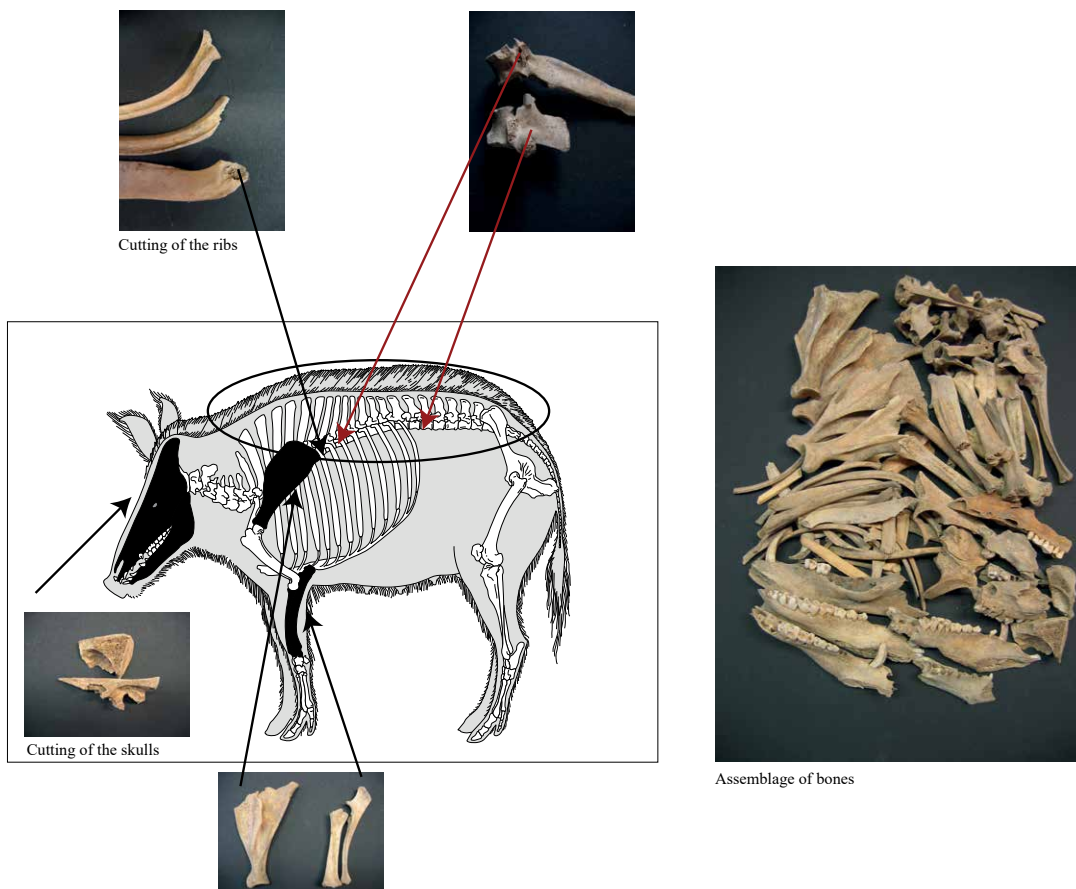 Cutting of the ribs
Cutting of the skulls
Assemblage of bones